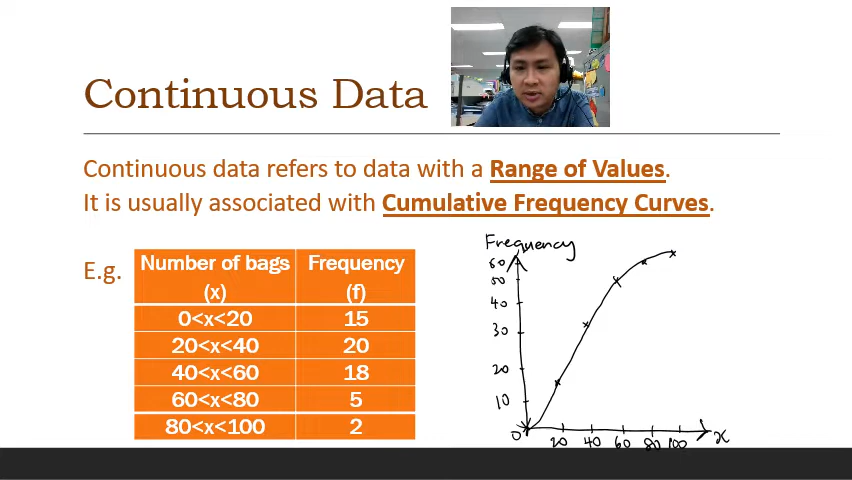 Continuous Data
Continuous data refers to data with a Range of Values.
It is usually associated with Cumulative Frequency Curves.
E.g.
Number of bags (x) Frequency (f)
0<x<20 15
20<x<40 20
40<x<60 18
60<x<80 5
80<x<100 2
Frequency
60
50
40
30
20
10
0 20 40 60 80 100 x